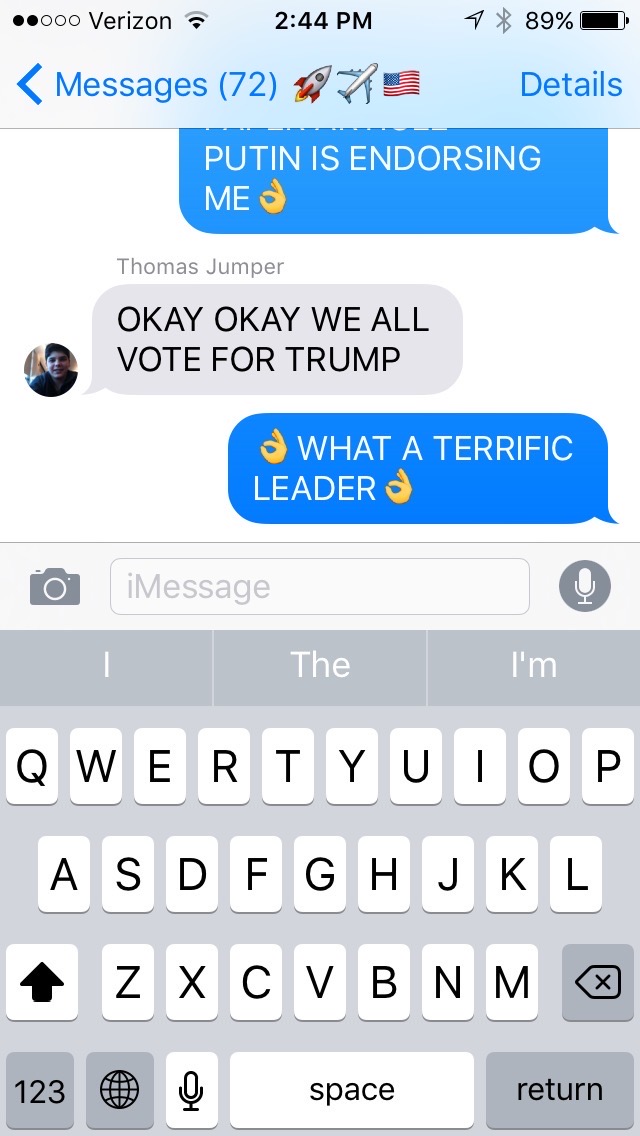 Verizon 2:44 PM 89%
Messages (72) 🚀✈️🇺🇸 Details
PUTIN IS ENDORSING
ME👌
Thomas Jumper
OKAY OKAY WE ALL
VOTE FOR TRUMP
👌WHAT A TERRIFIC
LEADER👌
iMessage
I The I'm
Q W E R T Y U I O P
A S D F G H J K L
Z X C V B N M
123 space return